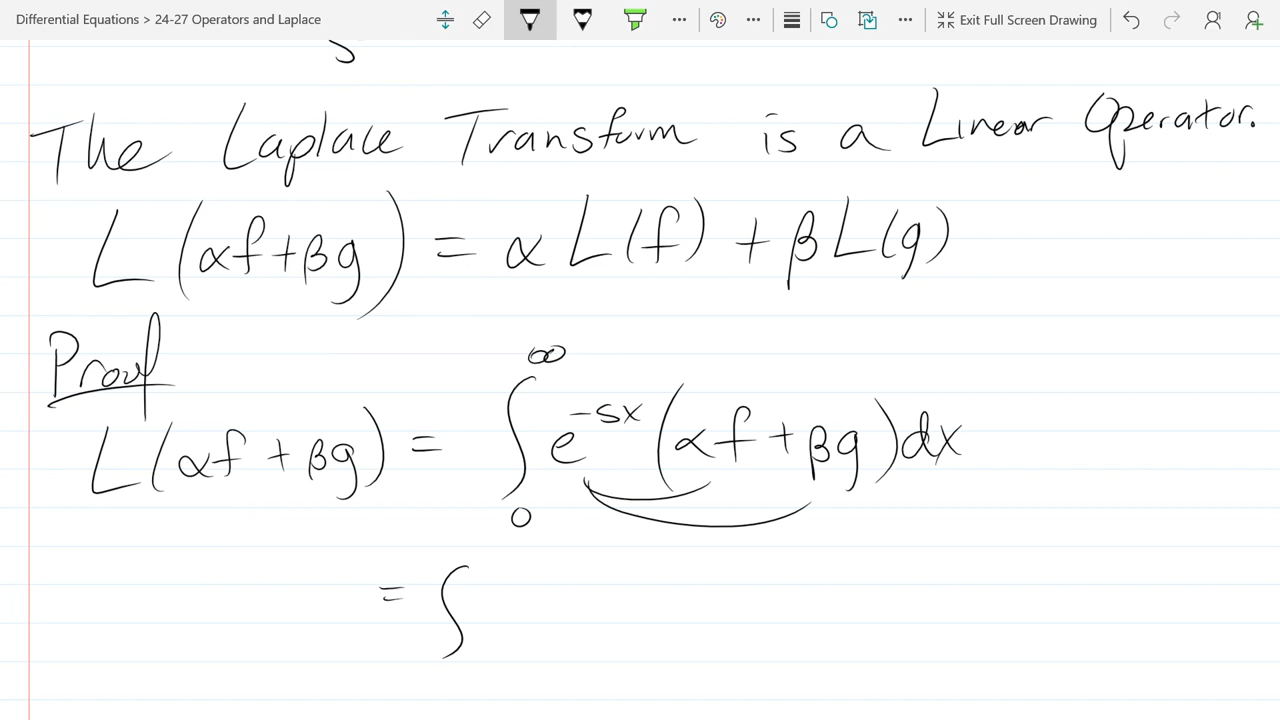 Differential Equations > 24-27 Operators and Laplace
Exit Full Screen Drawing
The Laplace Transform is a Linear Operator.
L(αf+βg) = αL(f) + βL(g)
Proof
L(αf + βg) = ∫₀^∞ e^(-sx) (αf + βg) dx
= ∫